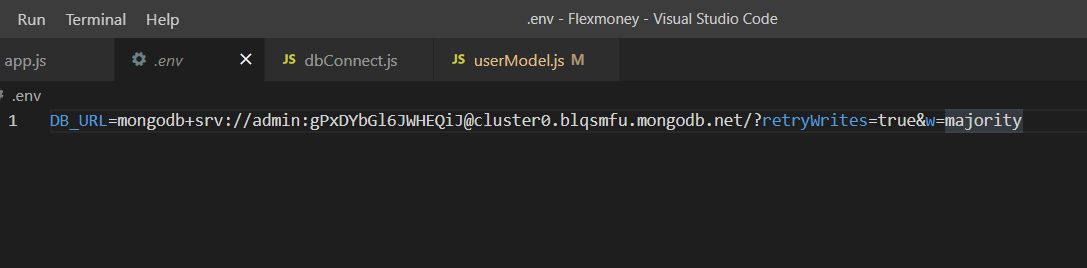 Run Terminal Help .env - Flexmoney - Visual Studio Code
app.js .env JS dbConnect.js JS userModel.js M
.env
1 DB_URL=mongodb+srv://admin:gPxDYbGl6JWHEQiJ@cluster0.blqsmfu.mongodb.net/?retryWrites=true&w=majority